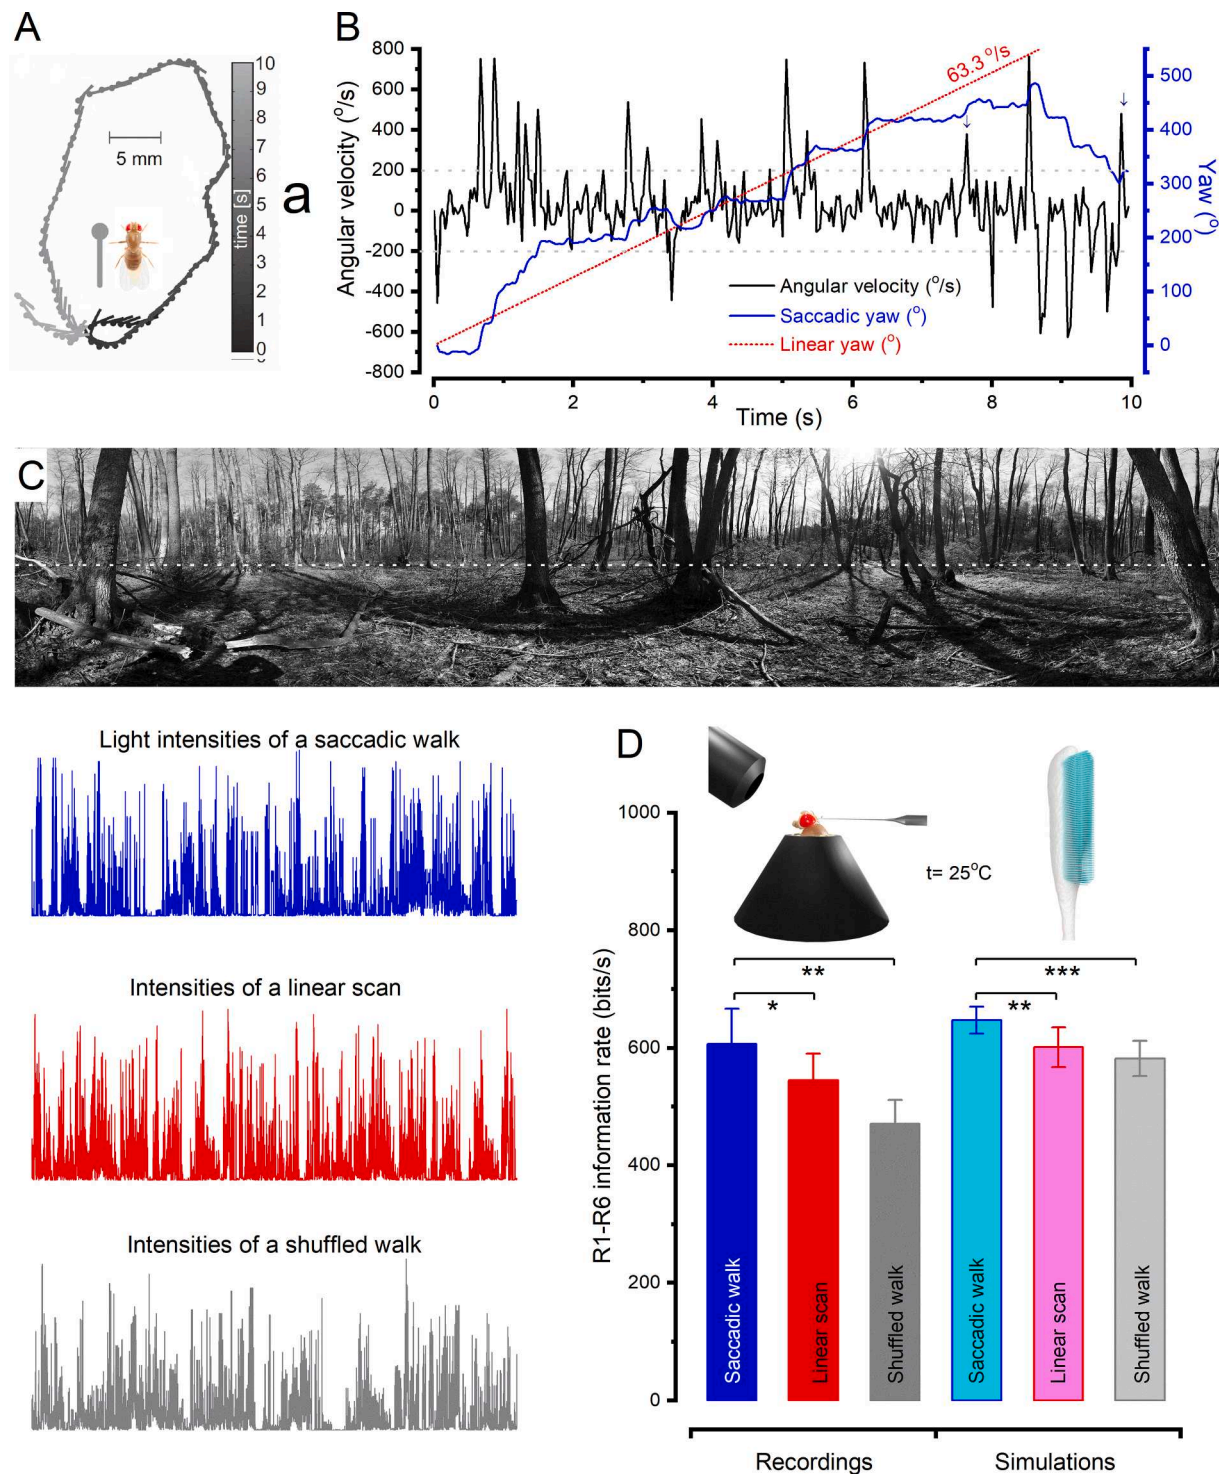 A
10
9
8
7
6
5
4
3
2
1
0
time [s]
5 mm
a
B
800
600
400
200
0
-200
-400
-600
-800
Angular velocity (°/s)
63.3 °/s
↓
↓
500
400
300
200
100
0
Yaw (°)
Angular velocity (°/s)
Saccadic yaw (°)
Linear yaw (°)
0
2
4
6
8
10
Time (s)
C
Light intensities of a saccadic walk
Intensities of a linear scan
Intensities of a shuffled walk
D
t= 25°C
1000
800
600
400
200
0
R1-R6 information rate (bits/s)
**
*
***
**
Saccadic walk
Linear scan
Shuffled walk
Saccadic walk
Linear scan
Shuffled walk
Recordings
Simulations